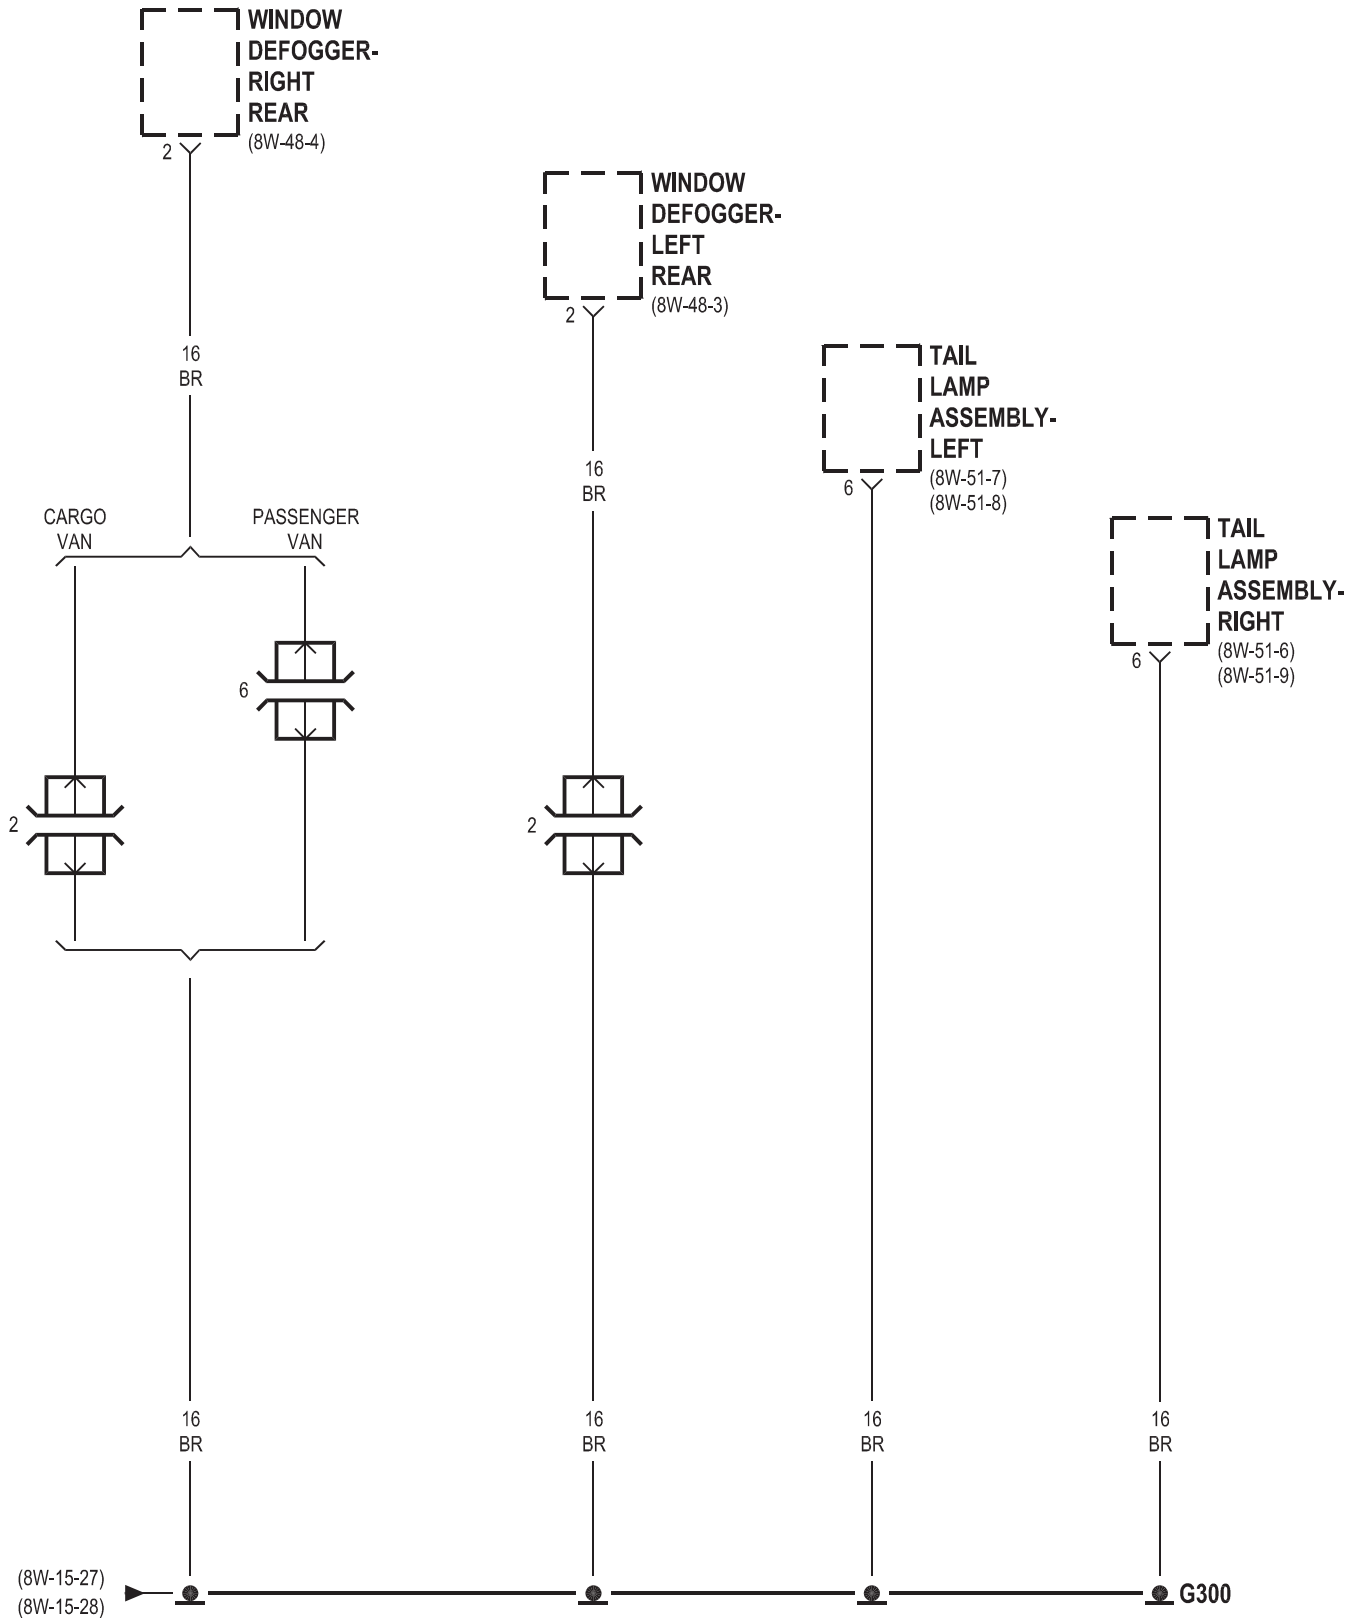 WINDOW
DEFOGGER-
RIGHT
REAR
(8W-48-4)
2
16
BR
WINDOW
DEFOGGER-
LEFT
REAR
(8W-48-3)
2
16
BR
TAIL
LAMP
ASSEMBLY-
LEFT
(8W-51-7)
(8W-51-8)
6
TAIL
LAMP
ASSEMBLY-
RIGHT
(8W-51-6)
(8W-51-9)
6
CARGO
VAN
PASSENGER
VAN
6
2
2
16
BR
16
BR
16
BR
16
BR
(8W-15-27)
(8W-15-28)
G300